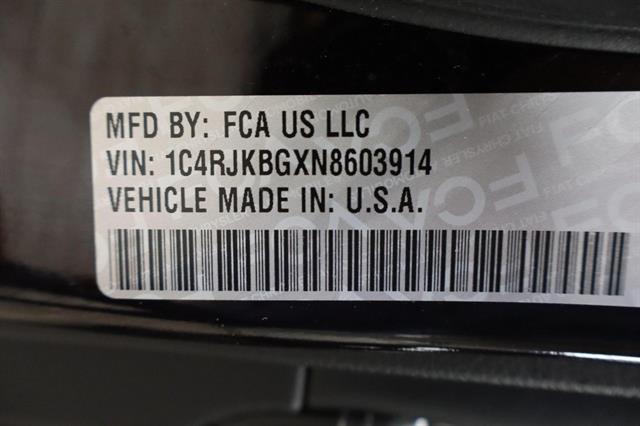 MFD BY: FCA US LLC
VIN: 1C4RJKBGXN8603914
VEHICLE MADE IN: U.S.A.